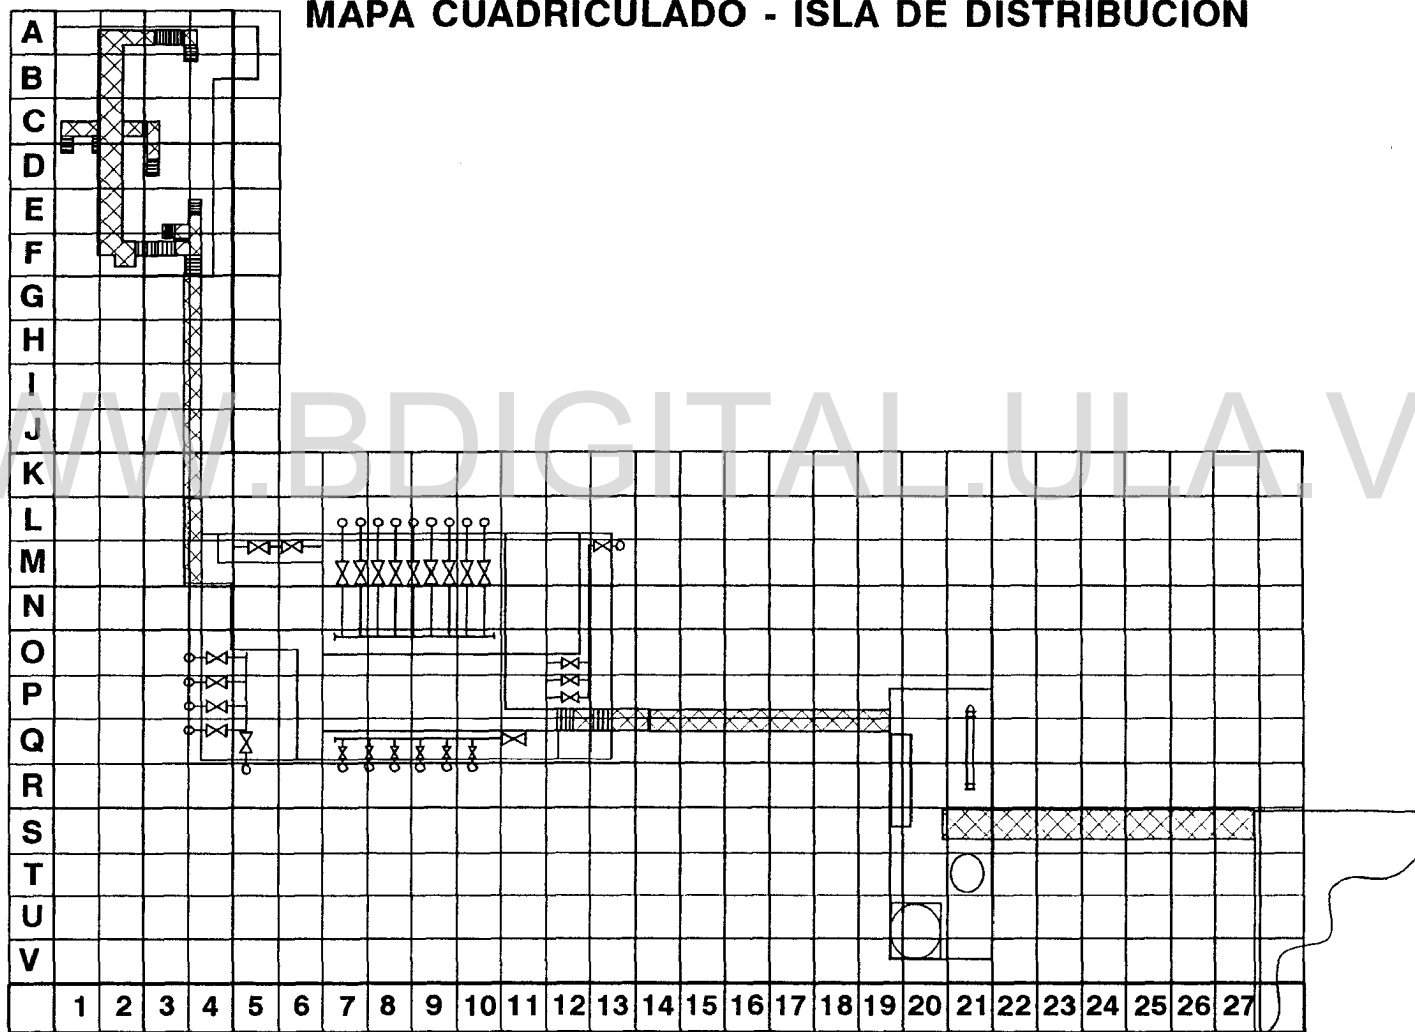 MAPA CUADRICULADO - ISLA DE DISTRIBUCION
A
B
C
D
E
F
G
H
I
J
K
L
M
N
O
P
Q
R
S
T
U
V
1 2 3 4 5 6 7 8 9 10 11 12 13 14 15 16 17 18 19 20 21 22 23 24 25 26 27
WW.BDIGITAL.ULA.V